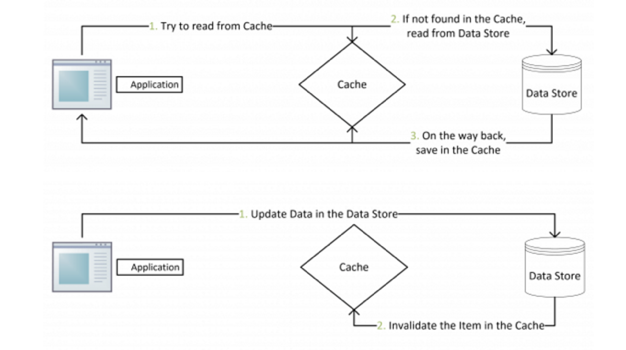 1. Try to read from Cache
2. If not found in the Cache,
read from Data Store
Application
Cache
Data Store
3. On the way back,
save in the Cache
1. Update Data in the Data Store
Application
Cache
Data Store
2. Invalidate the Item in the Cache